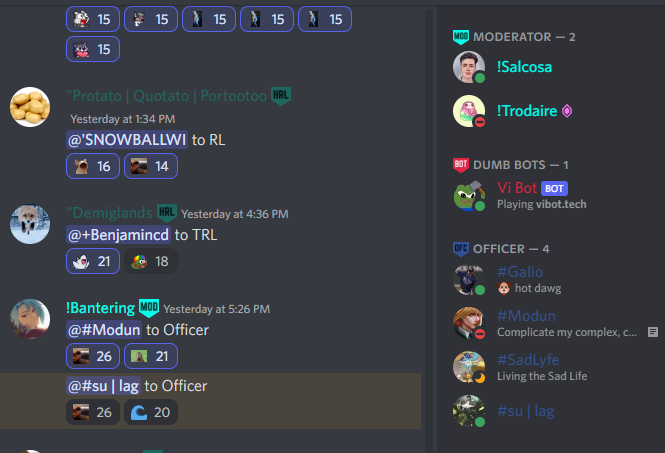 15 15 15 15 15
15
"Protato | Quotato | Portootoo HRL
Yesterday at 1:34 PM
@'SNOWBALLWI to RL
16 14
"Demiglands HRL Yesterday at 4:36 PM
@+Benjamincd to TRL
21 18
!Bantering MOD Yesterday at 5:26 PM
@#Modun to Officer
26 21
@#su | lag to Officer
26 20
MOD MODERATOR — 2
!Salcosa
!Trodaire
BOT DUMB BOTS — 1
Vi Bot BOT
Playing vibot.tech
OFC OFFICER — 4
#Galio
hot dawg
#Modun
Complicate my complex, c...
#SadLyfe
Living the Sad Life
#su | lag